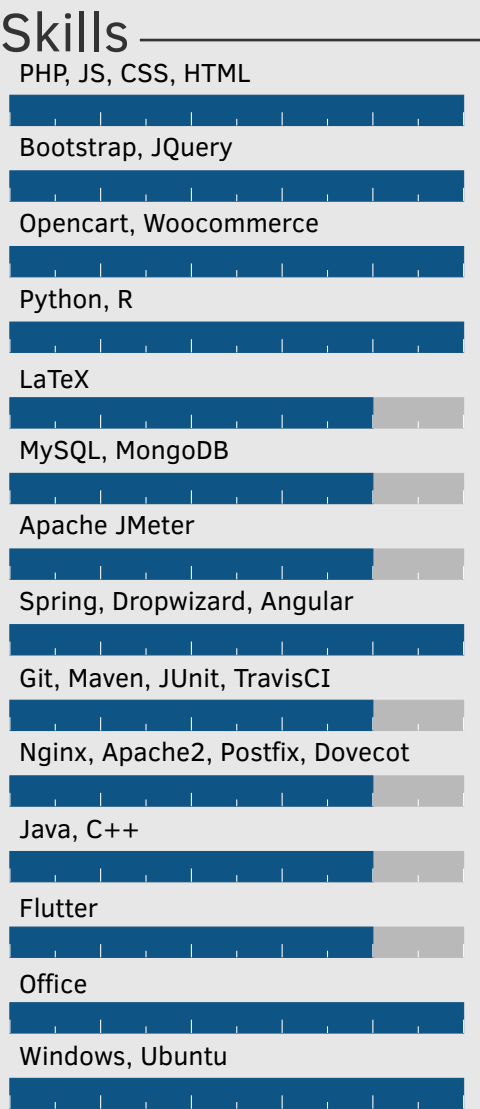 Skills
PHP, JS, CSS, HTML
Bootstrap, JQuery
Opencart, Woocommerce
Python, R
LaTeX
MySQL, MongoDB
Apache JMeter
Spring, Dropwizard, Angular
Git, Maven, JUnit, TravisCI
Nginx, Apache2, Postfix, Dovecot
Java, C++
Flutter
Office
Windows, Ubuntu